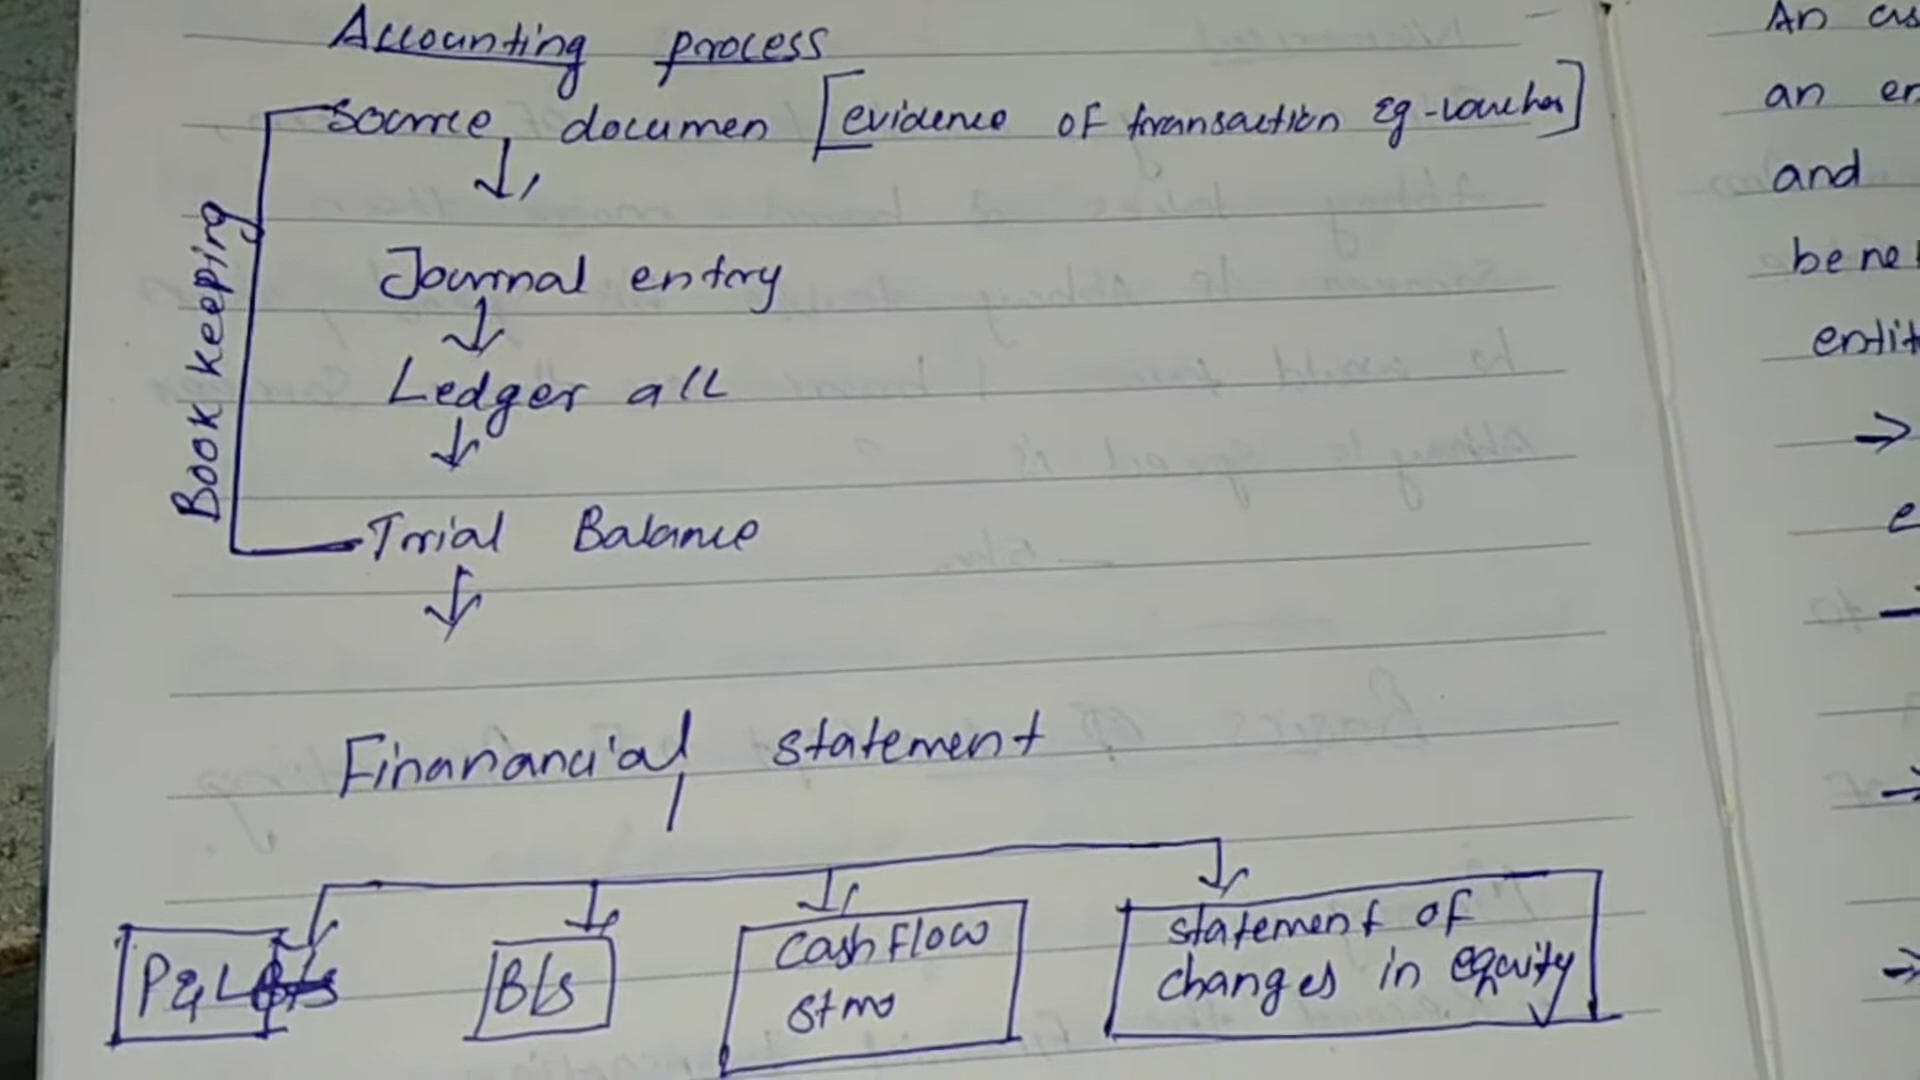 Accounting process
Source documen [evidence of transaction Eg-voucher]
Book keeping
Journal entry
Ledger a/c
Trial Balance
Finanancial statement
P&L
B/s
Cash Flow
stmo
statement of
changes in equity
An
an
and
bene
entit
e